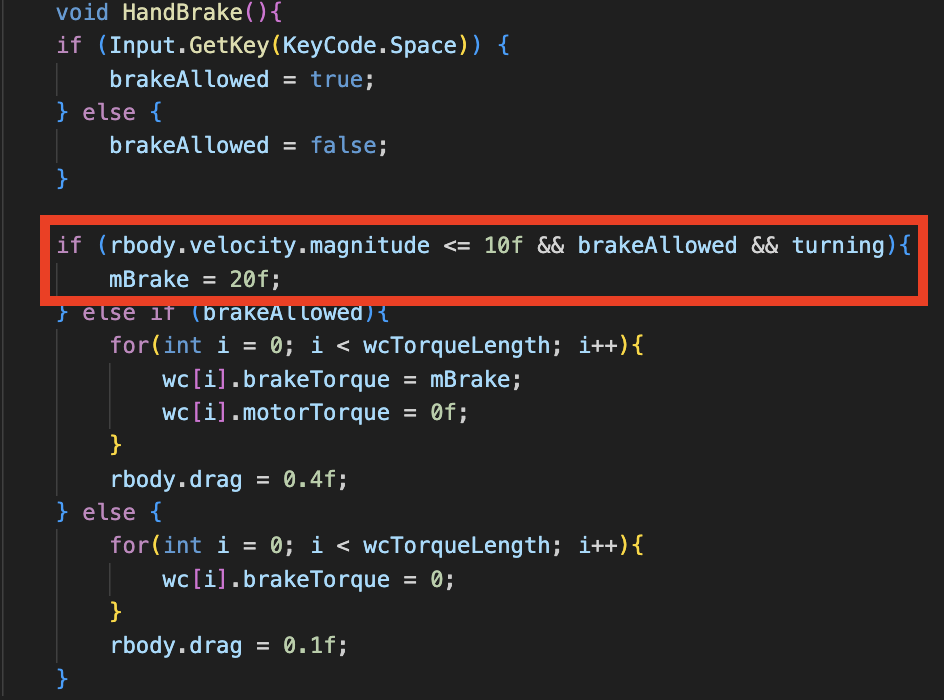 void HandBrake(){
if (Input.GetKey(KeyCode.Space)) {
brakeAllowed = true;
} else {
brakeAllowed = false;
}
if (rbody.velocity.magnitude <= 10f && brakeAllowed && turning){
mBrake = 20f;
} else if (brakeAllowed){
for(int i = 0; i < wcTorqueLength; i++){
wc[i].brakeTorque = mBrake;
wc[i].motorTorque = 0f;
}
rbody.drag = 0.4f;
} else {
for(int i = 0; i < wcTorqueLength; i++){
wc[i].brakeTorque = 0;
}
rbody.drag = 0.1f;
}